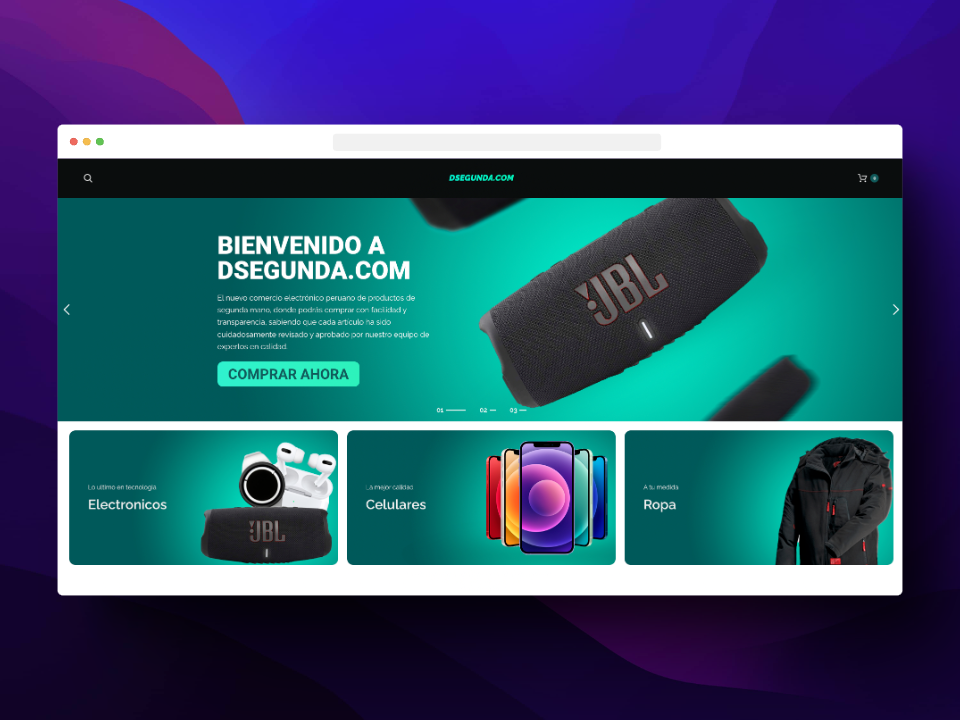 DSEGUNDA.COM
BIENVENIDO A
DSEGUNDA.COM
El nuevo comercio electrónico peruano de productos de
segunda mano, donde podrás comprar con facilidad y
transparencia, sabiendo que cada artículo ha sido
cuidadosamente revisado y aprobado por nuestro equipo de
expertos en calidad.
COMPRAR AHORA
JBL
01
02
03
Lo ultimo en tecnologia
Electronicos
JBL
La mejor calidad
Celulares
A tu medida
Ropa